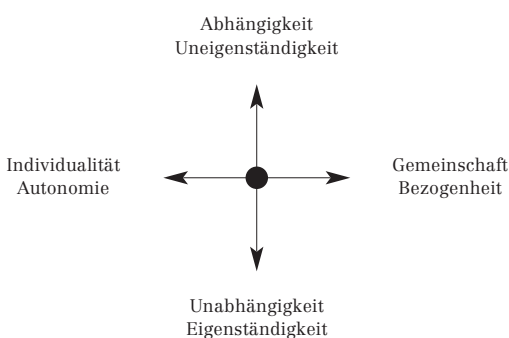 Abhängigkeit
Uneigenständigkeit
Individualität
Autonomie
Gemeinschaft
Bezogenheit
Unabhängigkeit
Eigenständigkeit